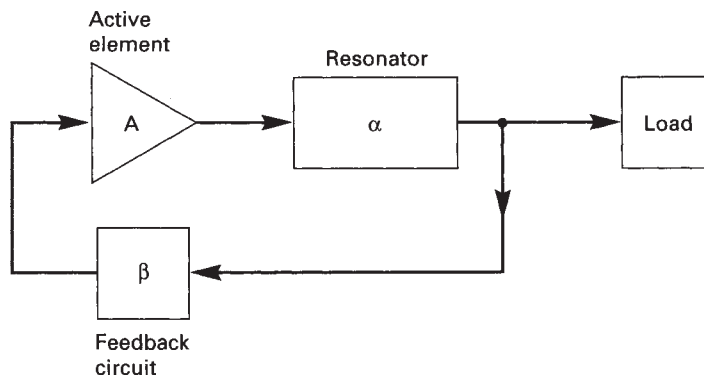 Active
element
Resonator
A
α
Load
β
Feedback
circuit